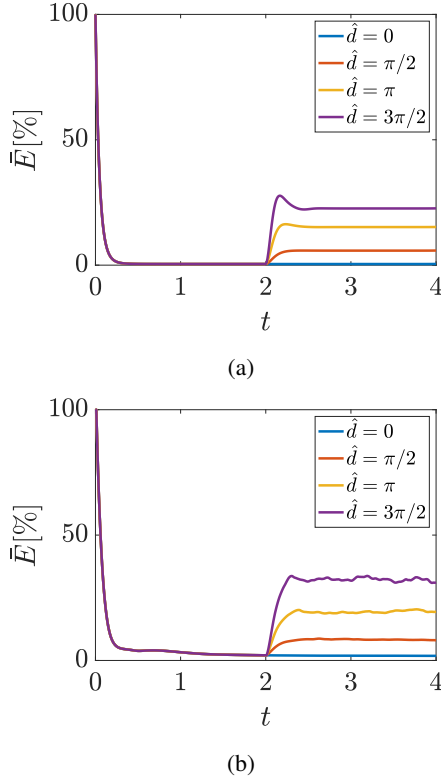 100
50
0
Ē[%]
0 1 2 3 4
t
d̂ = 0
d̂ = π/2
d̂ = π
d̂ = 3π/2
(a)
100
50
0
Ē[%]
0 1 2 3 4
t
d̂ = 0
d̂ = π/2
d̂ = π
d̂ = 3π/2
(b)